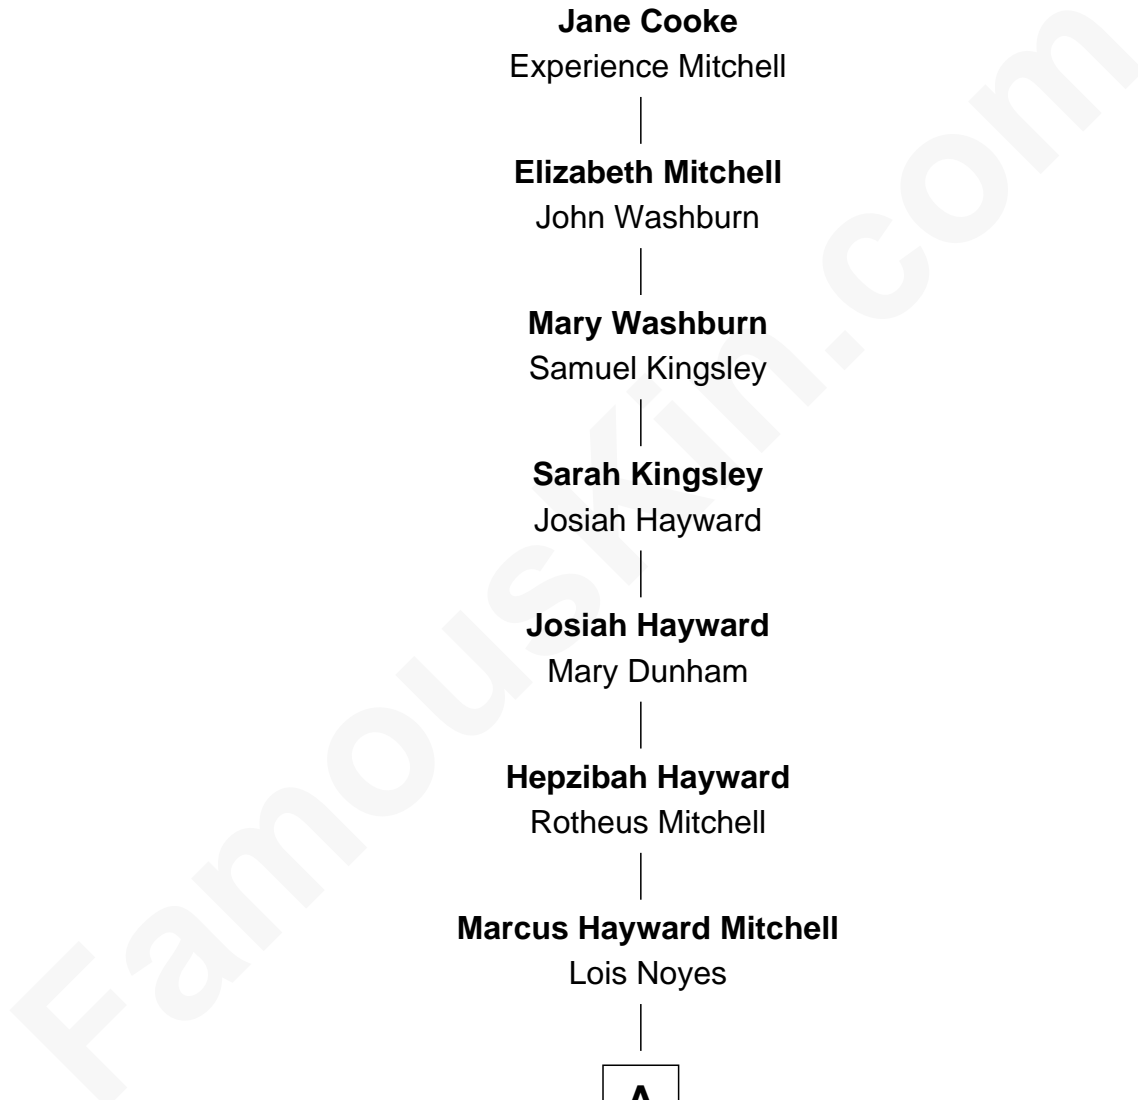 Jane Cooke
Experience Mitchell
Elizabeth Mitchell
John Washburn
Mary Washburn
Samuel Kingsley
Sarah Kingsley
Josiah Hayward
Josiah Hayward
Mary Dunham
Hepzibah Hayward
Rotheus Mitchell
Marcus Hayward Mitchell
Lois Noyes
A
FamousKin.com